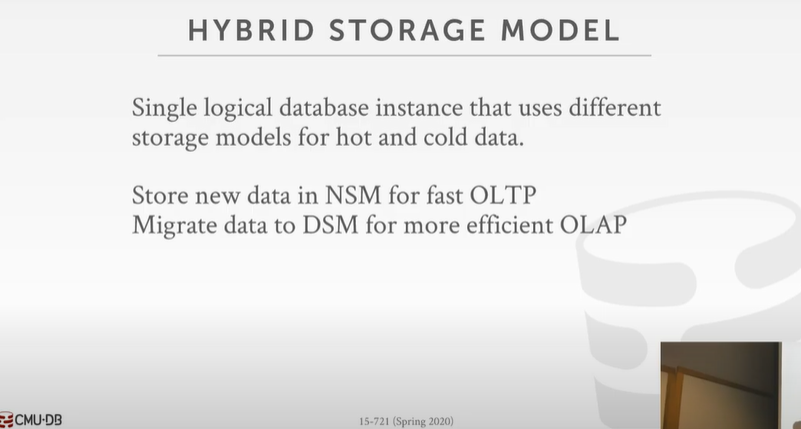 HYBRID STORAGE MODEL
Single logical database instance that uses different
storage models for hot and cold data.
Store new data in NSM for fast OLTP
Migrate data to DSM for more efficient OLAP
CMU·DB
15-721 (Spring 2020)